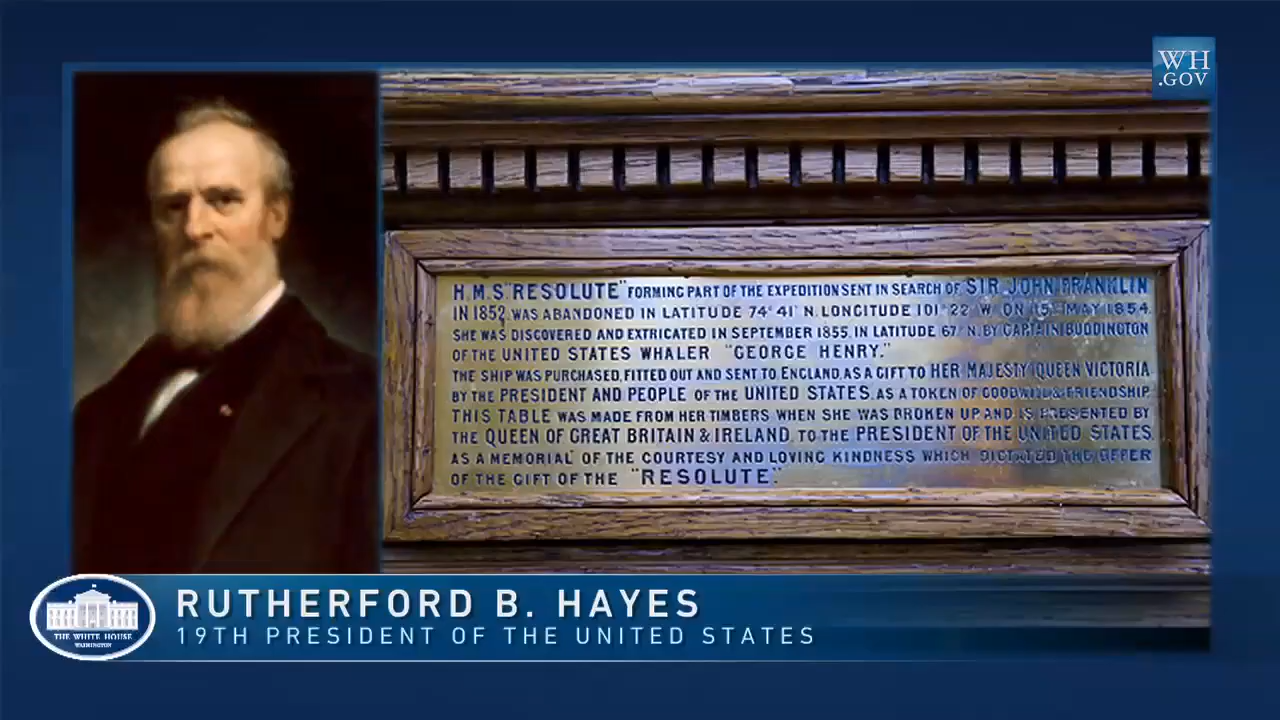 WH
.GOV
H.M.S. "RESOLUTE" FORMING PART OF THE EXPEDITION SENT IN SEARCH OF SIR JOHN FRANKLIN
IN 1852, WAS ABANDONED IN LATITUDE 74° 41' N. LONGITUDE 101° 22' W. ON 15TH MAY 1854.
SHE WAS DISCOVERED AND EXTRICATED IN SEPTEMBER 1855, IN LATITUDE 67° N. BY CAPTAIN BUDDINGTON
OF THE UNITED STATES WHALER "GEORGE HENRY."
THE SHIP WAS PURCHASED, FITTED OUT AND SENT TO ENGLAND, AS A GIFT TO HER MAJESTY QUEEN VICTORIA
BY THE PRESIDENT AND PEOPLE OF THE UNITED STATES, AS A TOKEN OF GOODWILL & FRIENDSHIP.
THIS TABLE WAS MADE FROM HER TIMBERS WHEN SHE WAS BROKEN UP AND IS PRESENTED BY
THE QUEEN OF GREAT BRITAIN & IRELAND, TO THE PRESIDENT OF THE UNITED STATES,
AS A MEMORIAL OF THE COURTESY AND LOVING KINDNESS WHICH DICTATED THE OFFER
OF THE GIFT OF THE "RESOLUTE".
RUTHERFORD B. HAYES
19TH PRESIDENT OF THE UNITED STATES
THE WHITE HOUSE
WASHINGTON